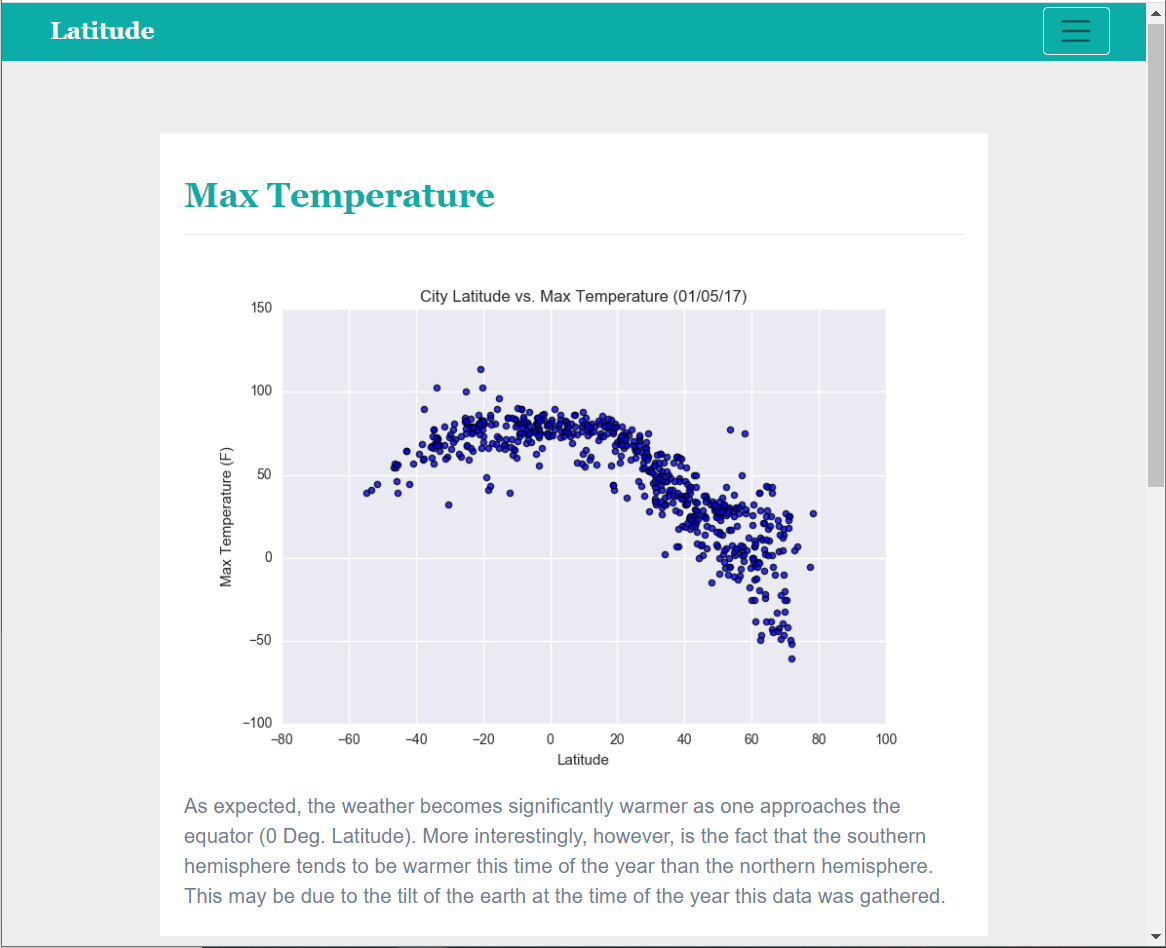 Latitude
Max Temperature
City Latitude vs. Max Temperature (01/05/17)
150
100
50
0
−50
−100
Max Temperature (F)
−80 −60 −40 −20 0 20 40 60 80 100
Latitude
As expected, the weather becomes significantly warmer as one approaches the
equator (0 Deg. Latitude). More interestingly, however, is the fact that the southern
hemisphere tends to be warmer this time of the year than the northern hemisphere.
This may be due to the tilt of the earth at the time of the year this data was gathered.